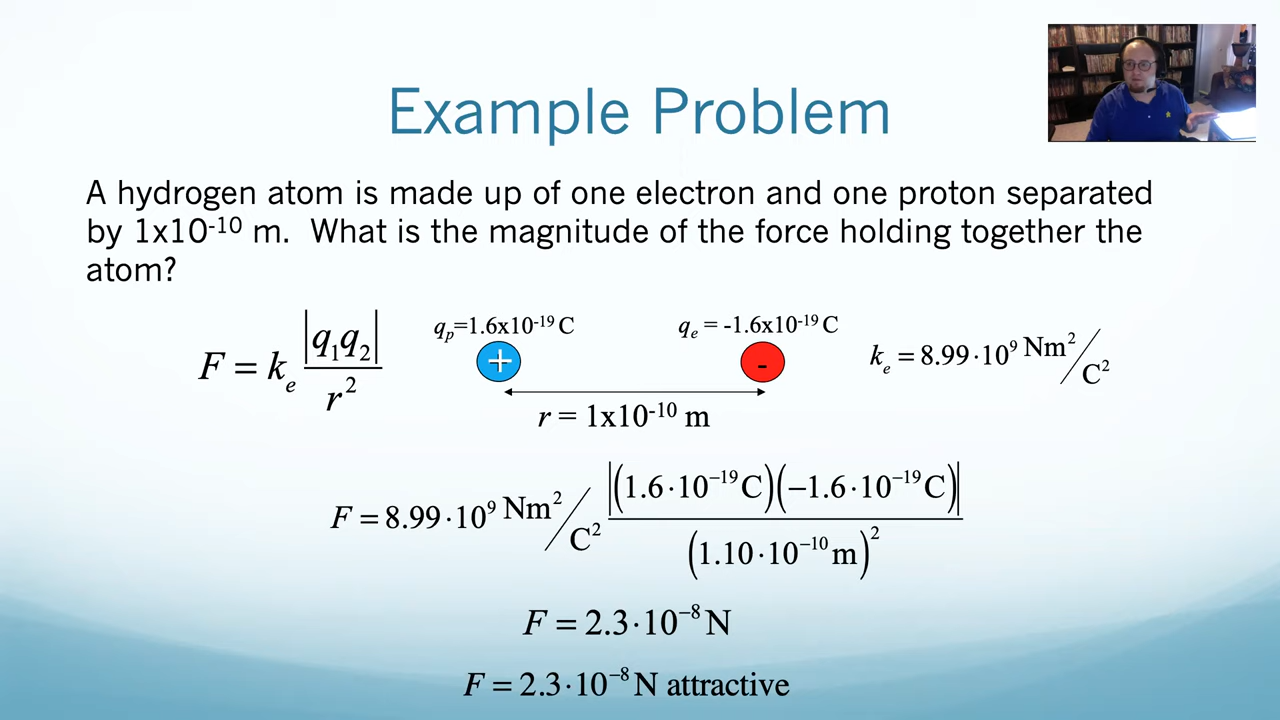 Example Problem
A hydrogen atom is made up of one electron and one proton separated
by 1x10⁻¹⁰ m.  What is the magnitude of the force holding together the
atom?
F = kₑ |q₁q₂| / r²
qₚ=1.6x10⁻¹⁹ C
+
qₑ = -1.6x10⁻¹⁹ C
-
kₑ = 8.99·10⁹ Nm²/C²
r = 1x10⁻¹⁰ m
F = 8.99·10⁹ Nm²/C² |(1.6·10⁻¹⁹C)(−1.6·10⁻¹⁹C)| / (1.10·10⁻¹⁰m)²
F = 2.3·10⁻⁸ N
F = 2.3·10⁻⁸ N attractive